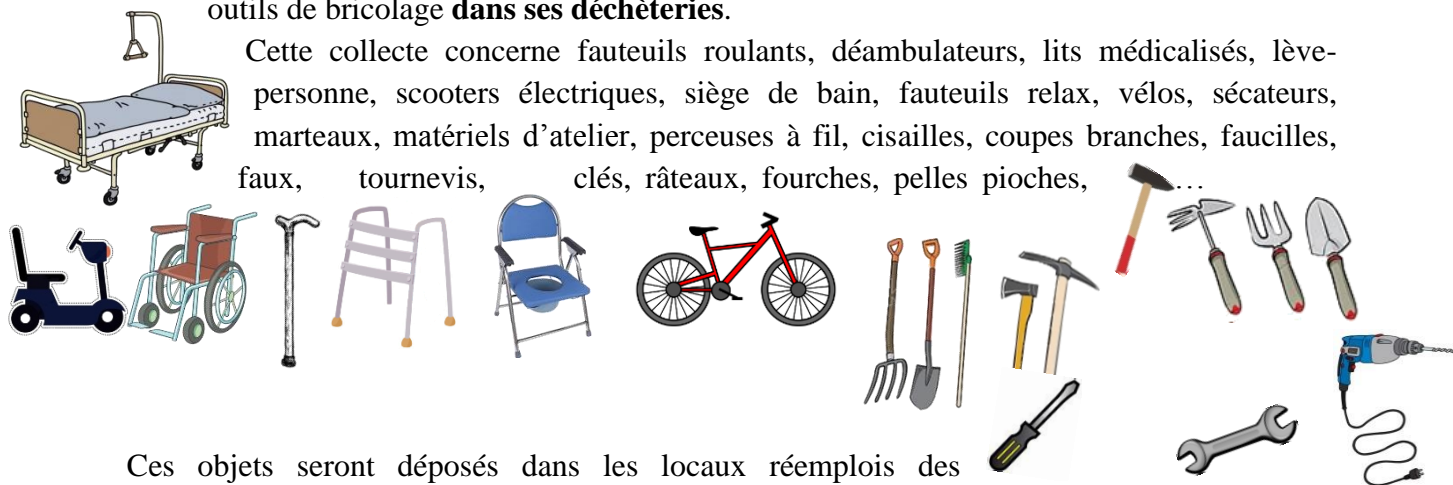 outils de bricolage dans ses déchèteries.
Cette collecte concerne fauteuils roulants, déambulateurs, lits médicalisés, lève-
personne, scooters électriques, siège de bain, fauteuils relax, vélos, sécateurs,
marteaux, matériels d’atelier, perceuses à fil, cisailles, coupes branches, faucilles,
faux, tournevis, clés, râteaux, fourches, pelles pioches, …
Ces objets seront déposés dans les locaux réemplois des